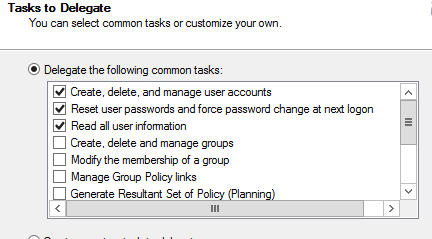 Tasks to Delegate
You can select common tasks or customize your own.
Delegate the following common tasks:
Create, delete, and manage user accounts
Reset user passwords and force password change at next logon
Read all user information
Create, delete and manage groups
Modify the membership of a group
Manage Group Policy links
Generate Resultant Set of Policy (Planning)